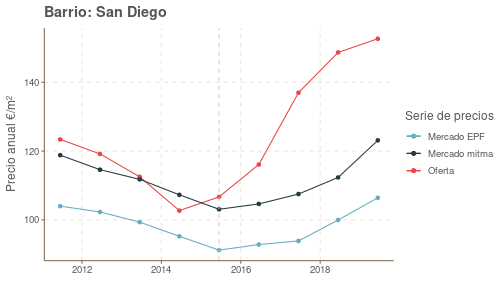 Barrio: San Diego
Precio anual €/m²
140
120
100
2012
2014
2016
2018
Serie de precios
Mercado EPF
Mercado mitma
Oferta